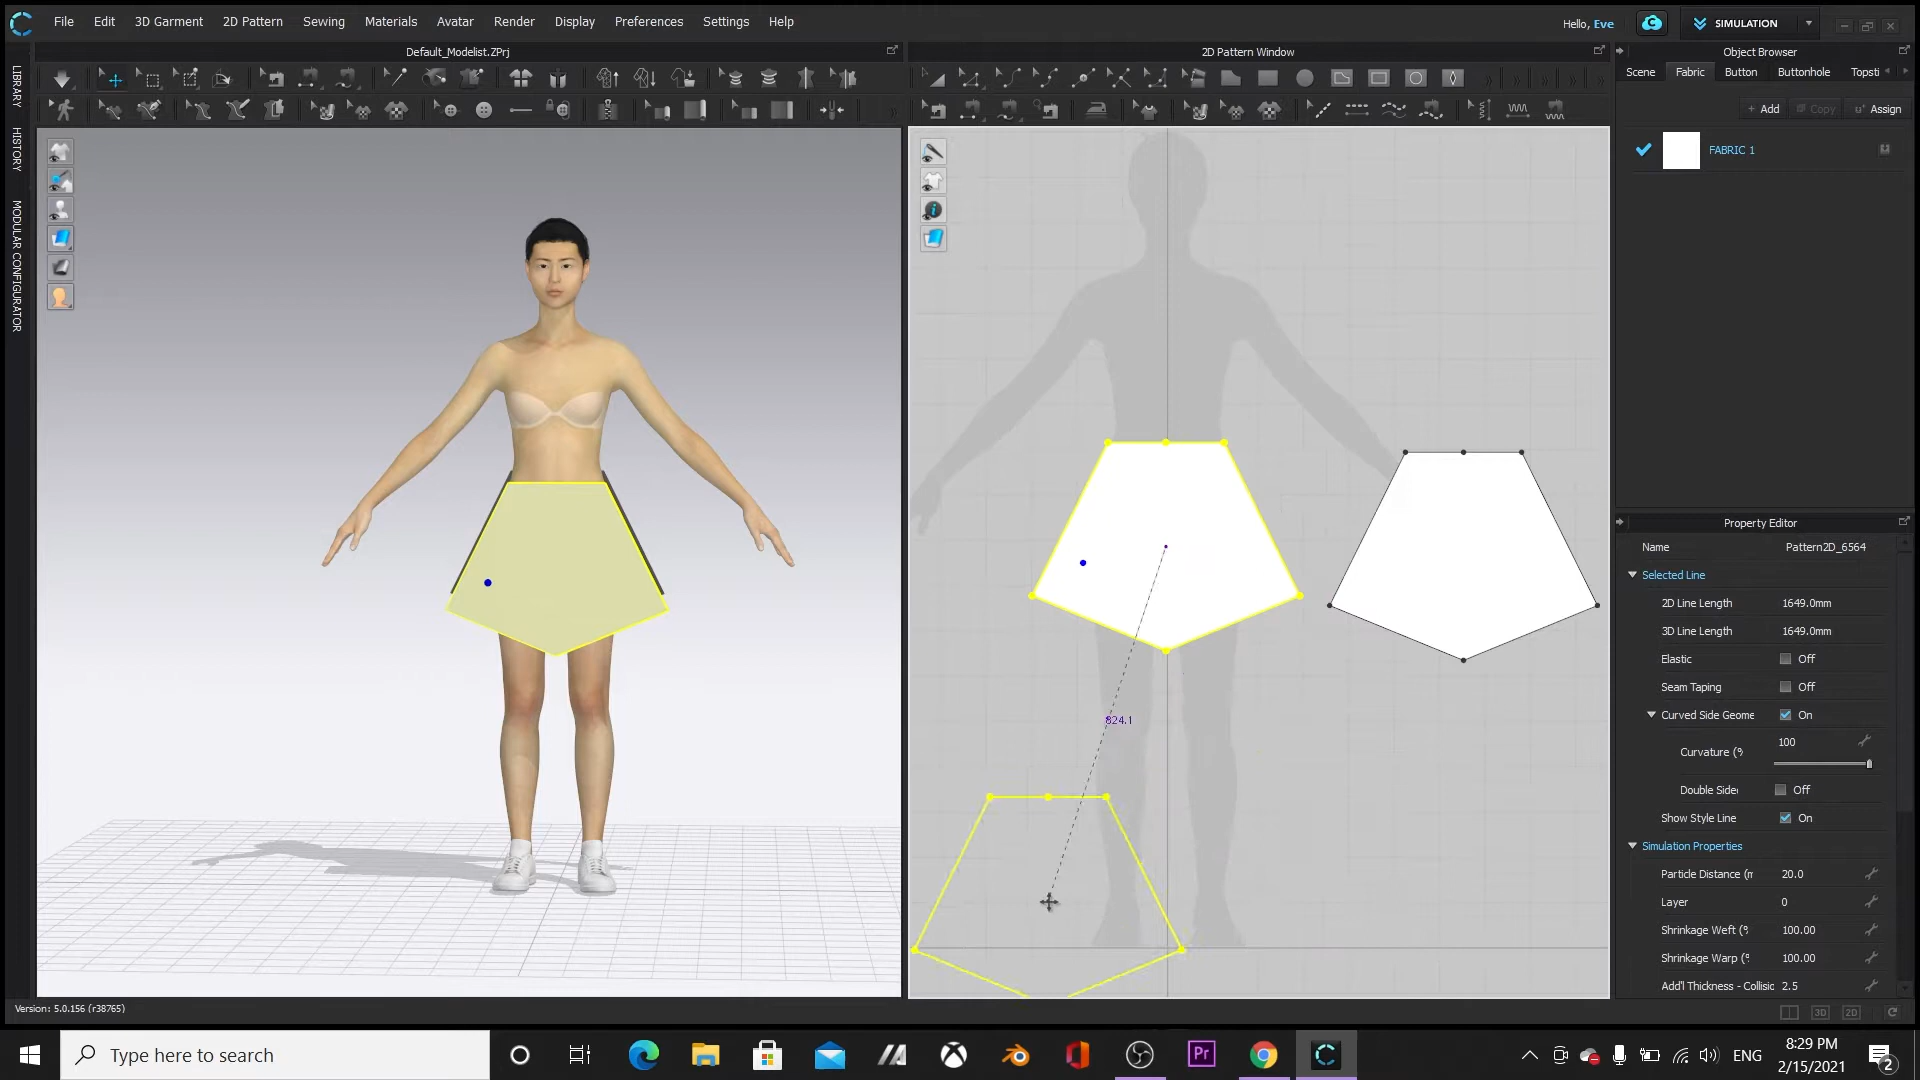 File Edit 3D Garment 2D Pattern Sewing Materials Avatar Render Display Preferences Settings Help
Hello, Eve
SIMULATION
Default_Modelist.ZPrj
2D Pattern Window
Object Browser
Scene Fabric Button Buttonhole Topsti
+ Add Copy Assign
FABRIC 1
LIBRARY
HISTORY
MODULAR CONFIGURATOR
824.1
Property Editor
Name Pattern2D_6564
Selected Line
2D Line Length 1649.0mm
3D Line Length 1649.0mm
Elastic Off
Seam Taping Off
Curved Side Geome On
Curvature (% 100
Double Side Off
Show Style Line On
Simulation Properties
Particle Distance (m 20.0
Layer 0
Shrinkage Weft (% 100.00
Shrinkage Warp (% 100.00
Add'l Thickness - Collisic 2.5
Version: 5.0.156 (r38765)
3D 2D
Type here to search
Pr
ENG
8:29 PM
2/15/2021
2